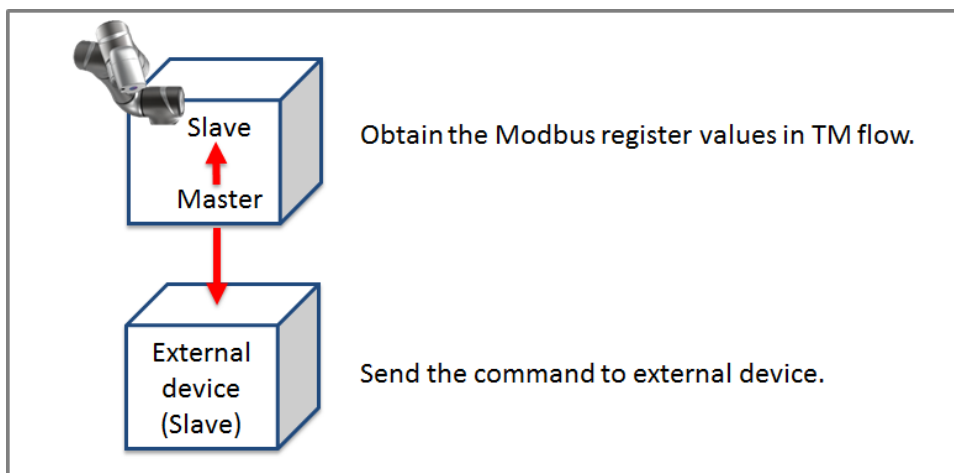 Slave
Obtain the Modbus register values in TM flow.
Master
External
device
(Slave)
Send the command to external device.